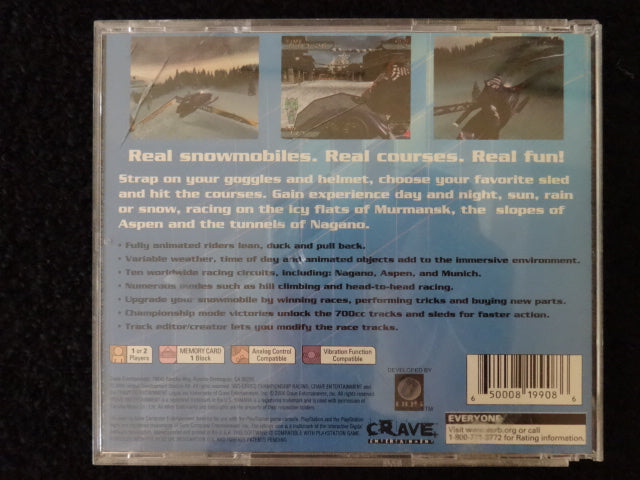 Real snowmobiles. Real courses. Real fun!
Strap on your goggles and helmet, choose your favorite sled
and hit the courses. Gain experience day and night, sun, rain
or snow, racing on the icy flats of Murmansk, the slopes of
Aspen and the tunnels of Nagano.
• Fully animated riders lean, duck and pull back.
• Variable weather, time of day and animated objects add to the immersive environment.
• Ten worldwide racing circuits, including: Nagano, Aspen, and Munich.
• Numerous modes such as hill climbing and head-to-head racing.
• Upgrade your snowmobile by winning races, performing tricks and buying new parts.
• Championship mode victories unlock the 700cc tracks and sleds for faster action.
• Track editor/creator lets you modify the race tracks.
1 or 2
Players
MEMORY CARD
1 Block
Analog Control
Compatible
Vibration Function
Compatible
DEVELOPED BY
TM
6 50008 19908 6
CRAVE
ENTERTAINMENT
EVERYONE
Visit www.esrb.org or call
1-800-771-3772 for Rating information.